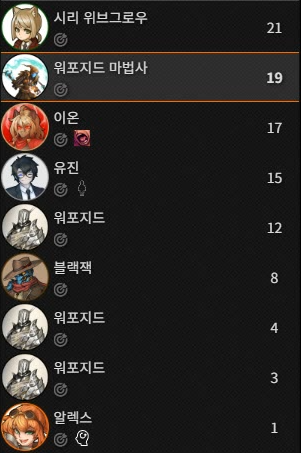 시리 위브그로우 21
워포지드 마법사 19
이온 17
유진 15
워포지드 12
블랙잭 8
워포지드 4
워포지드 3
알렉스 1